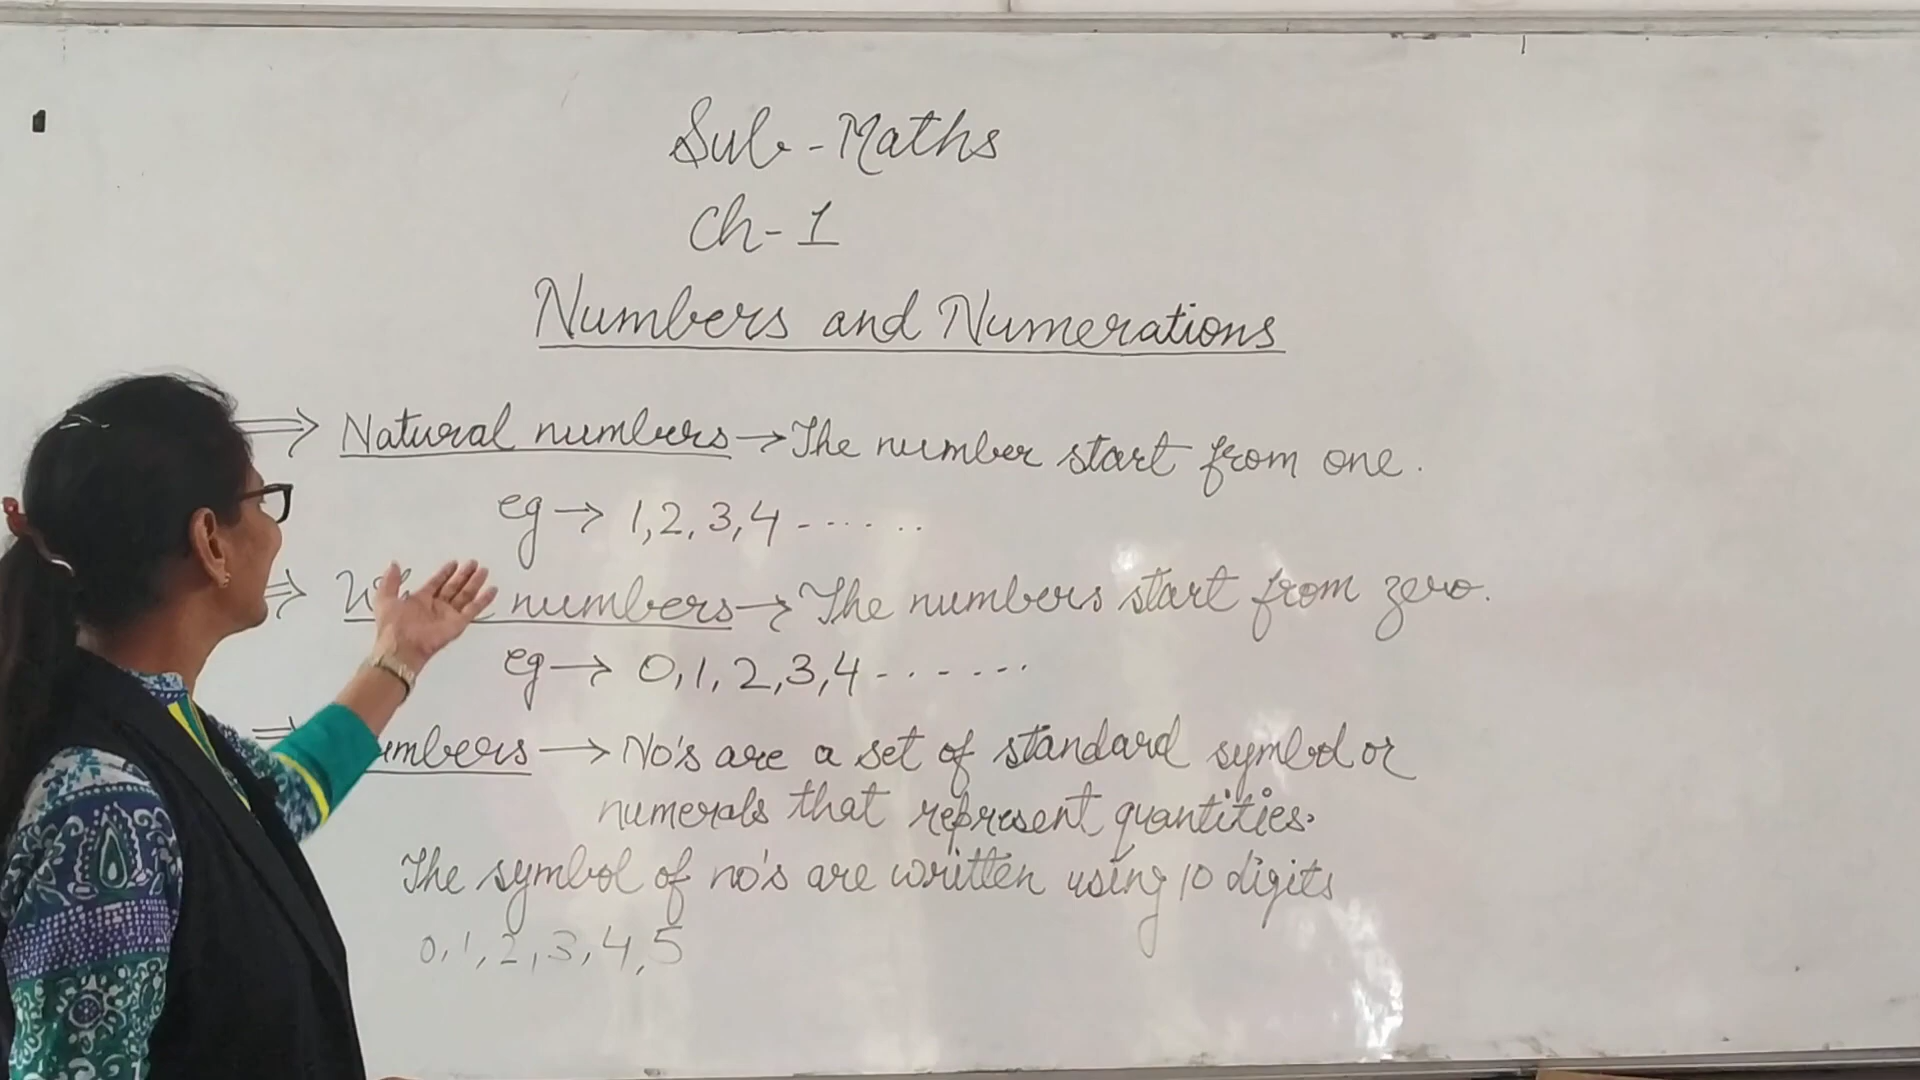 Sub - Maths
Ch- 1
Numbers and Numerations
⇒ Natural numbers → The number start from one.
eg → 1,2,3,4 - - - - - -
⇒ numbers → The numbers start from zero.
eg → 0,1,2,3,4 - - - - - -
umbers → No's are a set of standard symbol or
numerals that represent quantities.
The symbol of no's are written using 10 digits
0,1,2,3,4,5